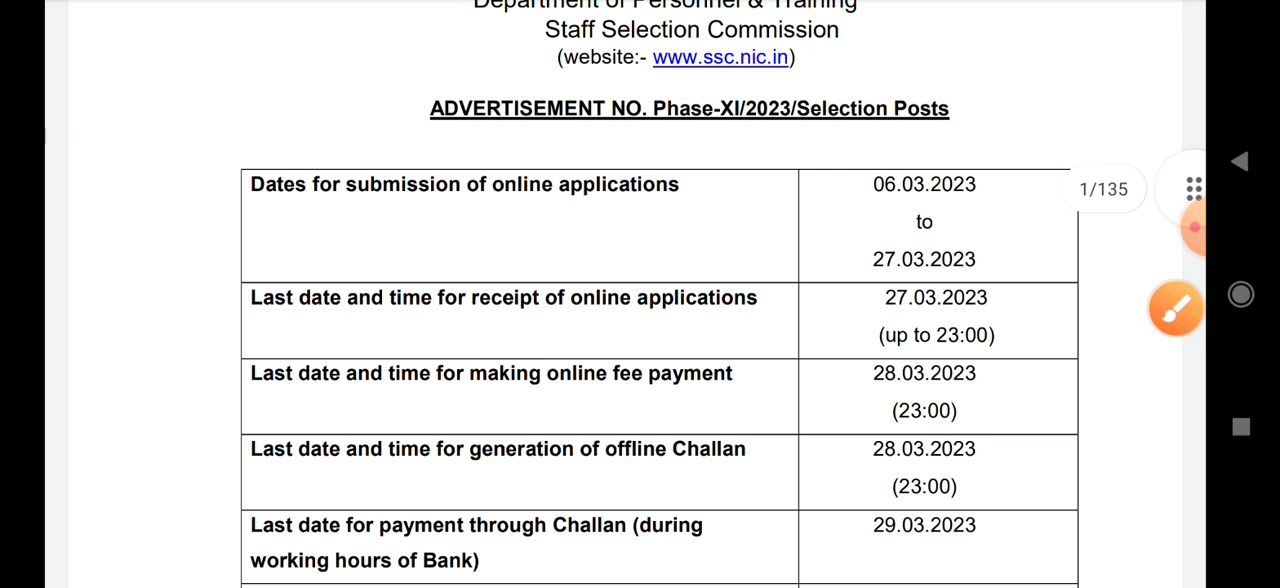 Department of Personnel & Training
Staff Selection Commission
(website:- www.ssc.nic.in)
ADVERTISEMENT NO. Phase-XI/2023/Selection Posts
Dates for submission of online applications
06.03.2023
to
27.03.2023
1/135
Last date and time for receipt of online applications
27.03.2023
(up to 23:00)
Last date and time for making online fee payment
28.03.2023
(23:00)
Last date and time for generation of offline Challan
28.03.2023
(23:00)
Last date for payment through Challan (during
working hours of Bank)
29.03.2023